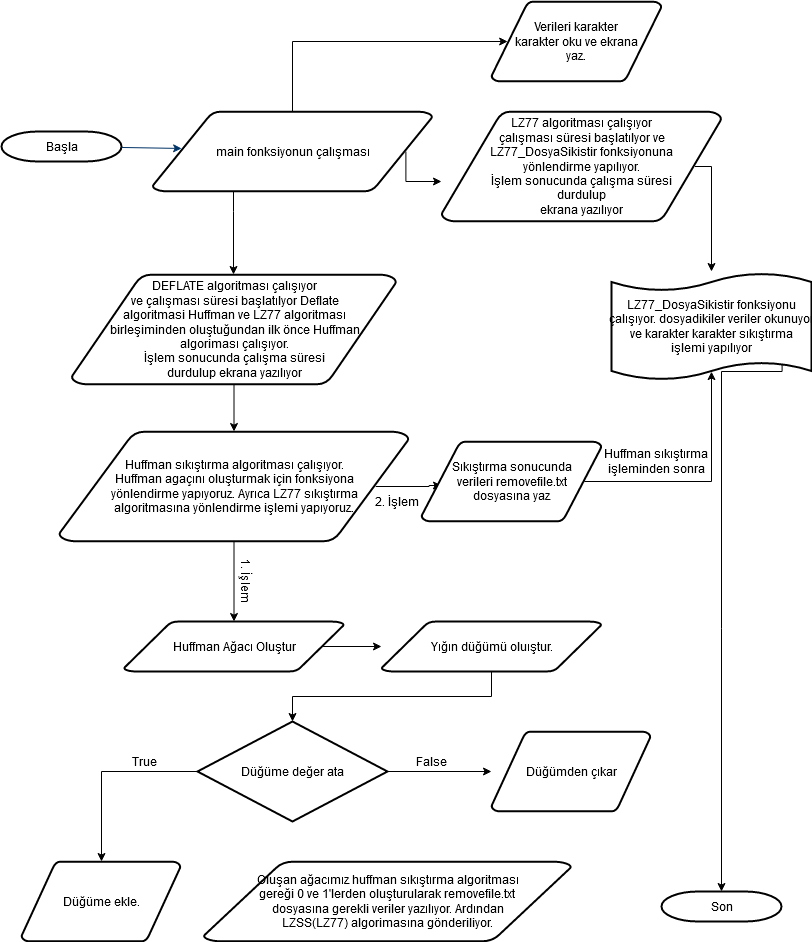 Verileri karakter
karakter oku ve ekrana
yaz.
Başla
main fonksiyonun çalışması
LZ77 algoritması çalışıyor
çalışması süresi başlatılyor ve
LZ77_DosyaSikistir fonksiyonuna
yönlendirme yapılıyor.
İşlem sonucunda çalışma süresi
durdulup
ekrana yazılıyor
DEFLATE algoritması çalışıyor
ve çalışması süresi başlatılyor Deflate
algoritmasi Huffman ve LZ77 algoritması
birleşiminden oluştuğundan ilk önce Huffman
algoriması çalışıyor.
İşlem sonucunda çalışma süresi
durdulup ekrana yazılıyor
LZ77_DosyaSikistir fonksiyonu
çalışıyor. dosyadikiler veriler okunuyor
ve karakter karakter sıkıştırma
işlemi yapılıyor
Huffman sıkıştırma algoritması çalışıyor.
Huffman agaçını oluşturmak için fonksiyona
yönlendirme yapıyoruz. Ayrıca LZ77 sıkıştırma
algoritmasına yönlendirme işlemi yapıyoruz.
2. İşlem
Sıkıştırma sonucunda
verileri removefile.txt
dosyasına yaz
Huffman sıkıştırma
işleminden sonra
1. İşlem
Huffman Ağacı Oluştur
Yığın düğümü oluıştur.
True
Düğüme değer ata
False
Düğümden çıkar
Düğüme ekle.
Oluşan ağacımız huffman sıkıştırma algoritması
gereği 0 ve 1'lerden oluşturularak removefile.txt
dosyasına gerekli veriler yazılıyor. Ardından
LZSS(LZ77) algorimasına gönderiliyor.
Son